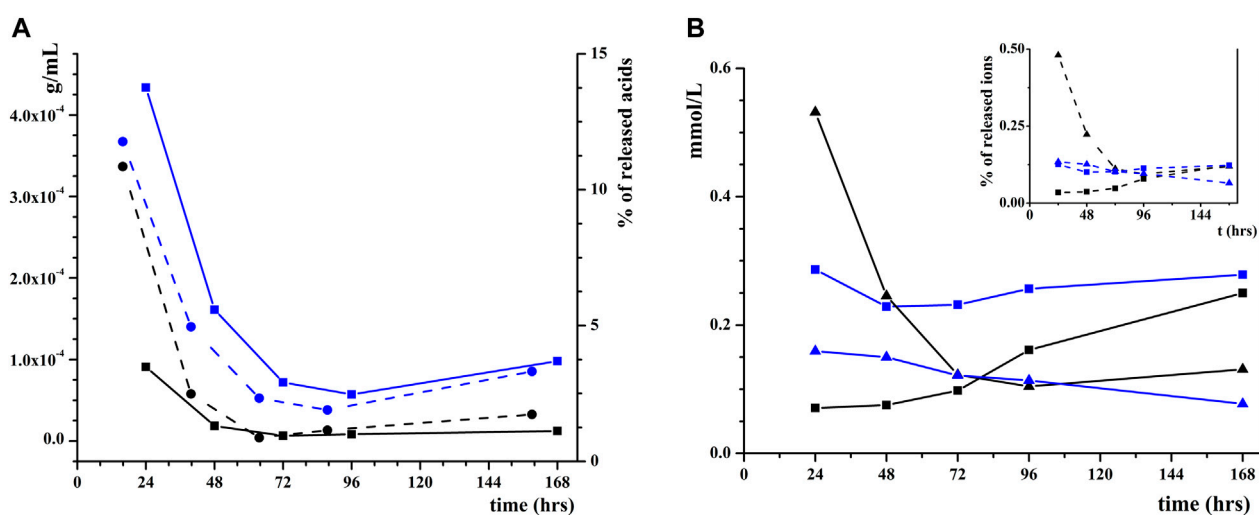 A
g/mL
4.0x10⁻⁴
3.0x10⁻⁴
2.0x10⁻⁴
1.0x10⁻⁴
0.0
15
10
5
0
% of released acids
0 24 48 72 96 120 144 168
time (hrs)
B
mmol/L
0.6
0.4
0.2
0.0
0 24 48 72 96 120 144 168
time (hrs)
% of released ions
0.50
0.25
0.00
0 48 96 144
t (hrs)